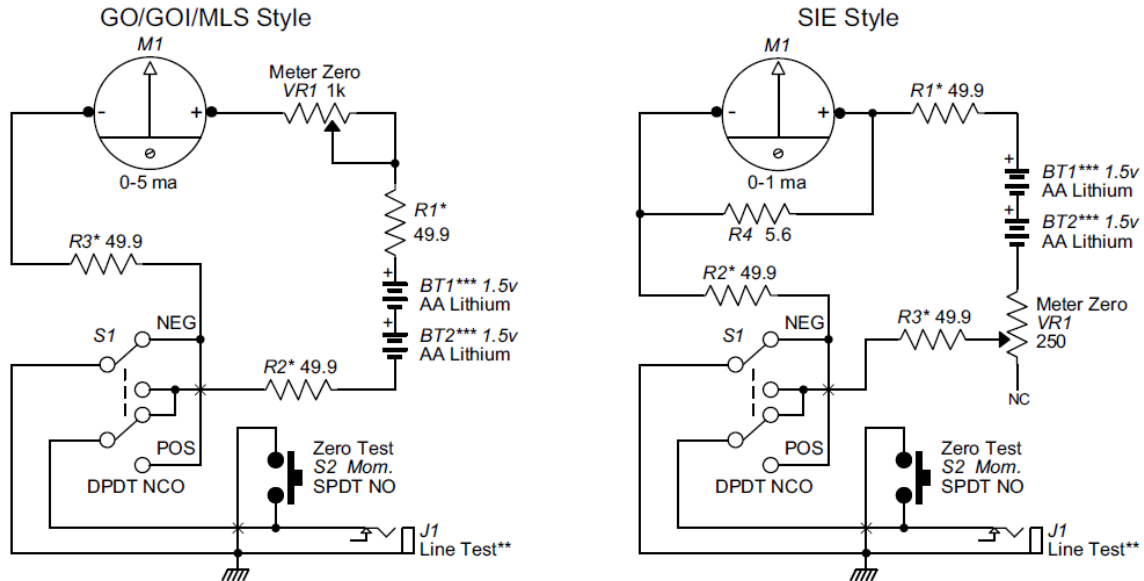 GO/GOI/MLS Style
M1
-
+
0-5 ma
Meter Zero
VR1 1k
R1*
49.9
R3* 49.9
+
BT1*** 1.5v
AA Lithium
+
BT2*** 1.5v
AA Lithium
S1
NEG
R2* 49.9
POS
DPDT NCO
Zero Test
S2 Mom.
SPDT NO
J1
Line Test**
SIE Style
M1
-
+
0-1 ma
R1* 49.9
R4 5.6
+
BT1*** 1.5v
AA Lithium
+
BT2*** 1.5v
AA Lithium
R2* 49.9
S1
NEG
R3* 49.9
Meter Zero
VR1
250
NC
POS
DPDT NCO
Zero Test
S2 Mom.
SPDT NO
J1
Line Test**